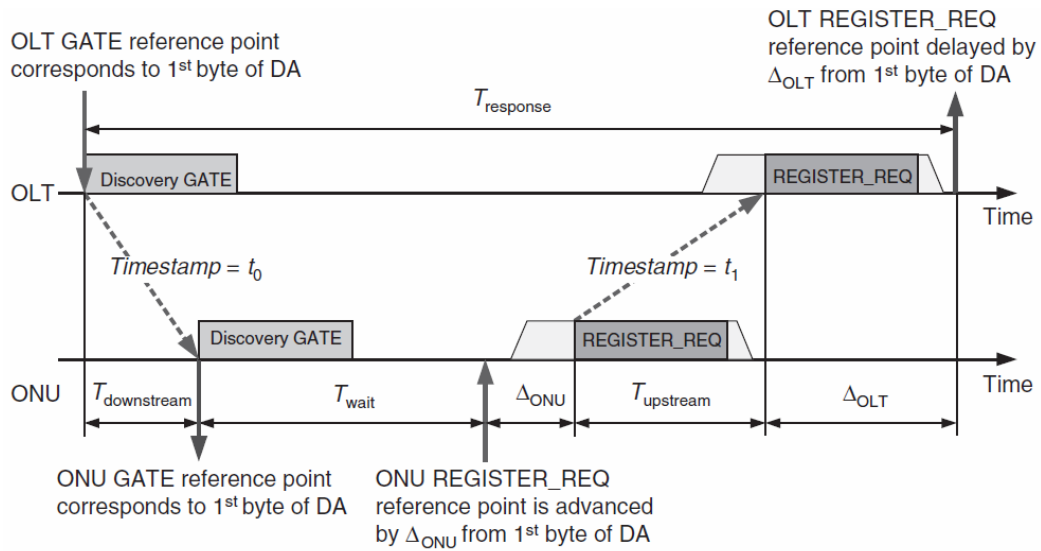 OLT GATE reference point
corresponds to 1st byte of DA
OLT REGISTER_REQ
reference point delayed by
ΔOLT from 1st byte of DA
Tresponse
Discovery GATE
REGISTER_REQ
OLT
Time
Timestamp = t0
Timestamp = t1
Discovery GATE
REGISTER_REQ
ONU
Time
Tdownstream
Twait
ΔONU
Tupstream
ΔOLT
ONU GATE reference point
corresponds to 1st byte of DA
ONU REGISTER_REQ
reference point is advanced
by ΔONU from 1st byte of DA